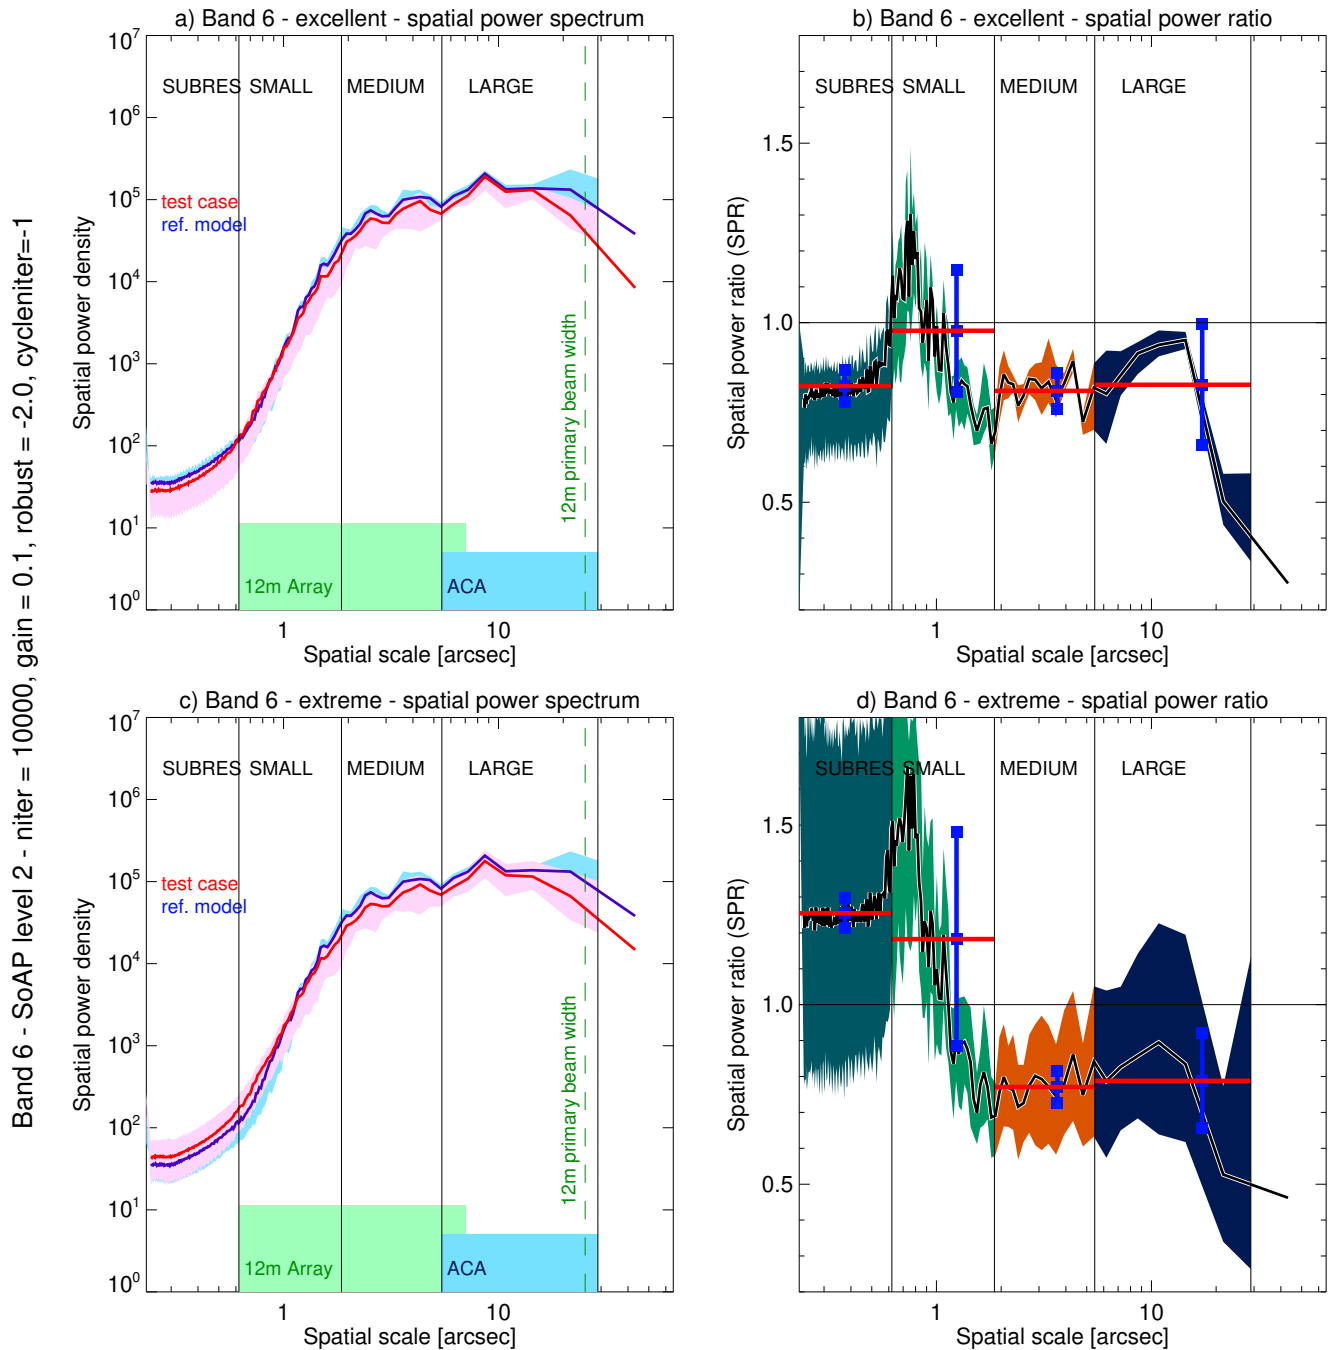 Band 6 - SoAP level 2 - niter = 10000, gain = 0.1, robust = -2.0, cycleniter=-1
a) Band 6 - excellent - spatial power spectrum
Spatial power density
10^7
10^6
10^5
10^4
10^3
10^2
10^1
10^0
SUBRES SMALL MEDIUM LARGE
test case
ref. model
12m primary beam width
12m Array
ACA
1 10
Spatial scale [arcsec]
b) Band 6 - excellent - spatial power ratio
Spatial power ratio (SPR)
1.5
1.0
0.5
SUBRES SMALL MEDIUM LARGE
1 10
Spatial scale [arcsec]
c) Band 6 - extreme - spatial power spectrum
Spatial power density
10^7
10^6
10^5
10^4
10^3
10^2
10^1
10^0
SUBRES SMALL MEDIUM LARGE
test case
ref. model
12m primary beam width
12m Array
ACA
1 10
Spatial scale [arcsec]
d) Band 6 - extreme - spatial power ratio
Spatial power ratio (SPR)
1.5
1.0
0.5
SUBRES SMALL MEDIUM LARGE
1 10
Spatial scale [arcsec]